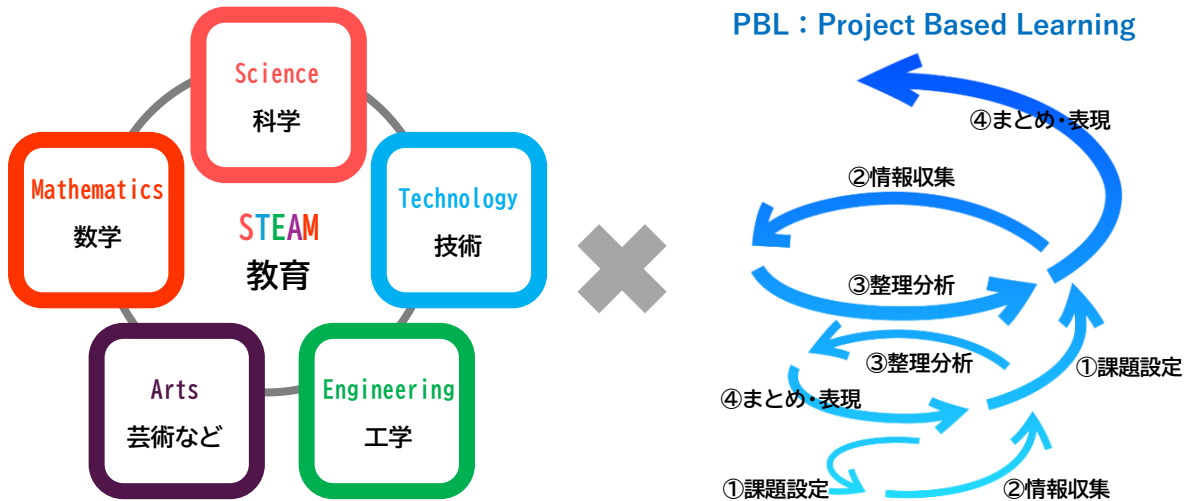 Science
科学
Technology
技術
Engineering
工学
Arts
芸術など
Mathematics
数学
STEAM
教育
PBL：Project Based Learning
④まとめ・表現
②情報収集
③整理分析
①課題設定
③整理分析
④まとめ・表現
①課題設定
②情報収集